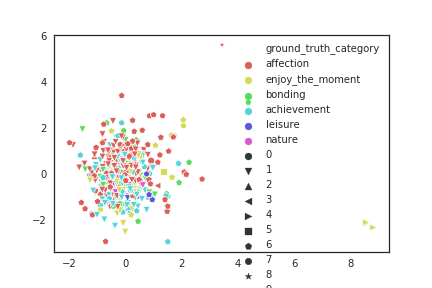 6
4
2
0
−2
−2
0
2
4
6
8
ground_truth_category
affection
enjoy_the_moment
bonding
achievement
leisure
nature
0
1
2
3
4
5
6
7
8